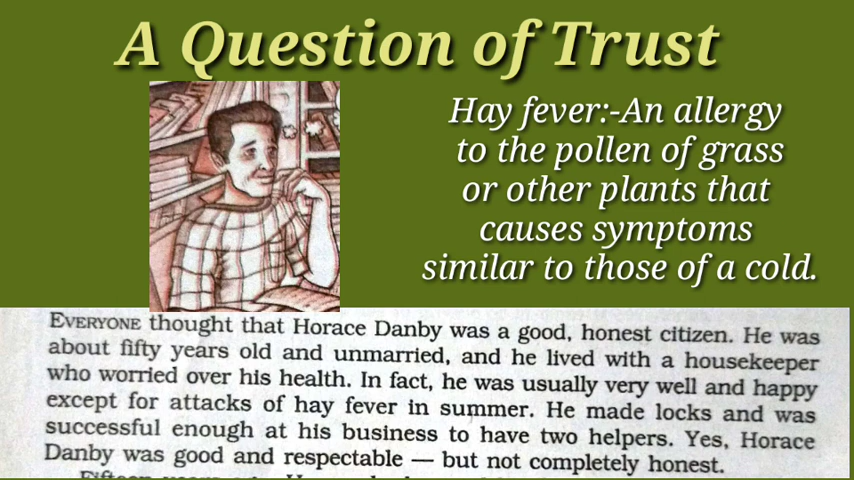 A Question of Trust
Hay fever:-An allergy
to the pollen of grass
or other plants that
causes symptoms
similar to those of a cold.
EVERYONE thought that Horace Danby was a good, honest citizen. He was
about fifty years old and unmarried, and he lived with a housekeeper
who worried over his health. In fact, he was usually very well and happy
except for attacks of hay fever in summer. He made locks and was
successful enough at his business to have two helpers. Yes, Horace
Danby was good and respectable — but not completely honest.